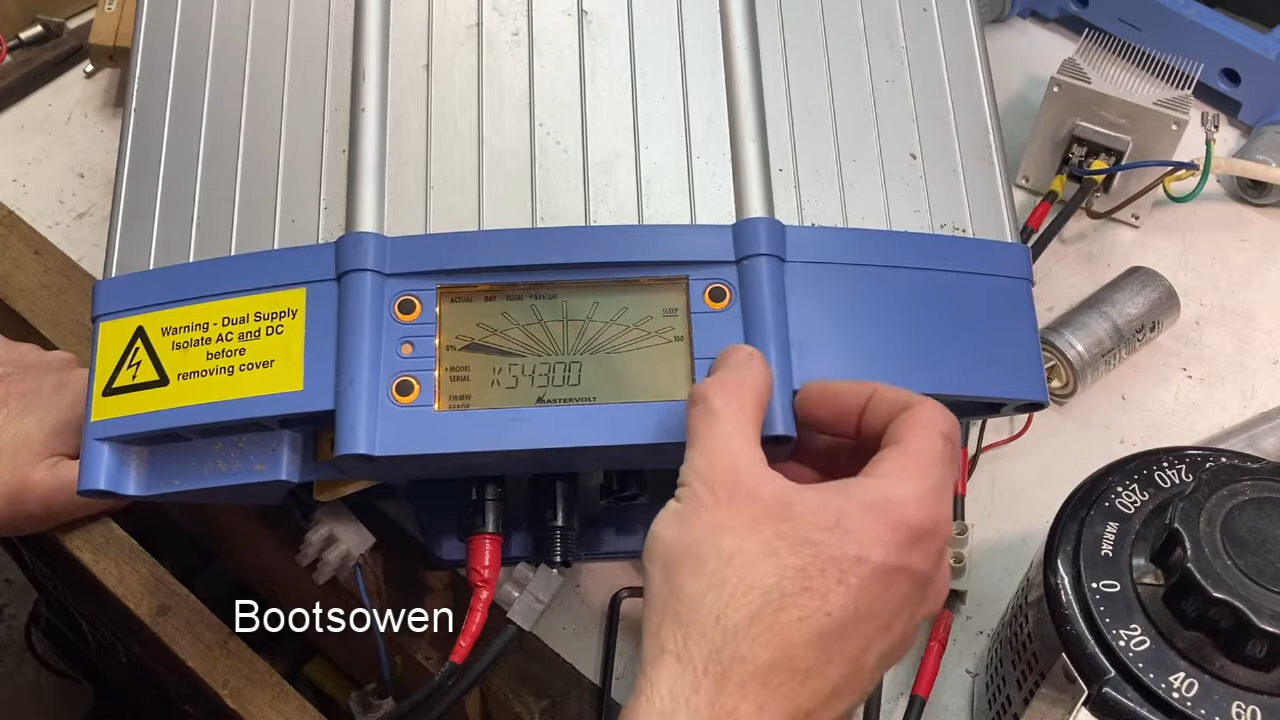 Warning - Dual Supply
Isolate AC and DC
before
removing cover
ACTUAL DAY TOTAL SYSTEM
SLEEP
0% 100
MODEL
SERIAL
XS4300
FIRMW
ERROR
MASTERVOLT
Bootsowen
VARIAC
260
240
0
20
40
60